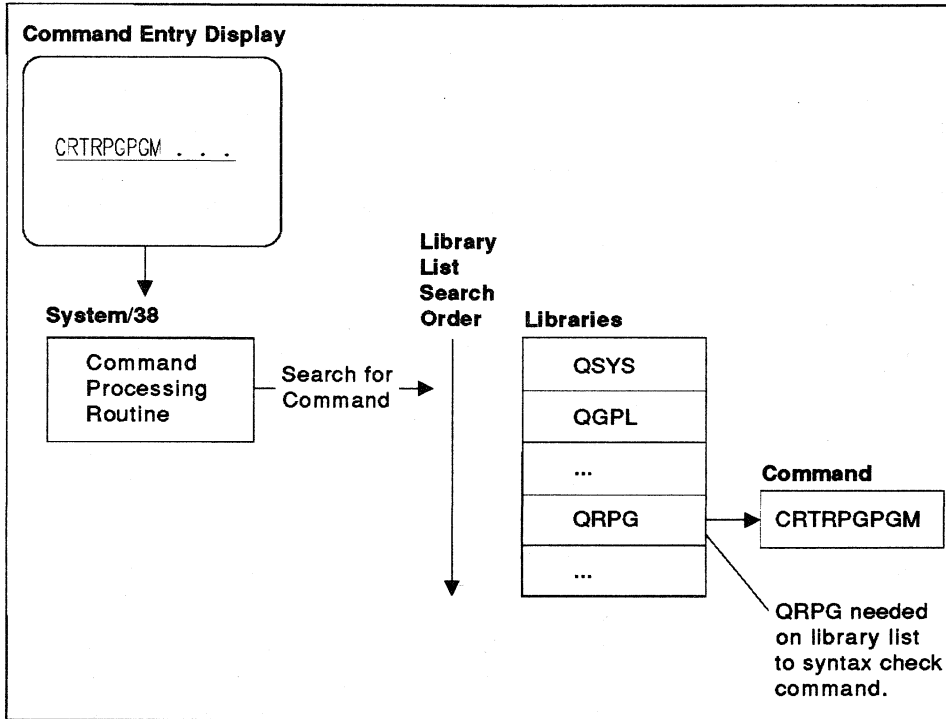 Command Entry Display
CRTRPGPGM . . .
System/38
Command
Processing
Routine
Search for
Command
Library
List
Search
Order
Libraries
QSYS
QGPL
...
QRPG
...
Command
CRTRPGPGM
QRPG needed
on library list
to syntax check
command.